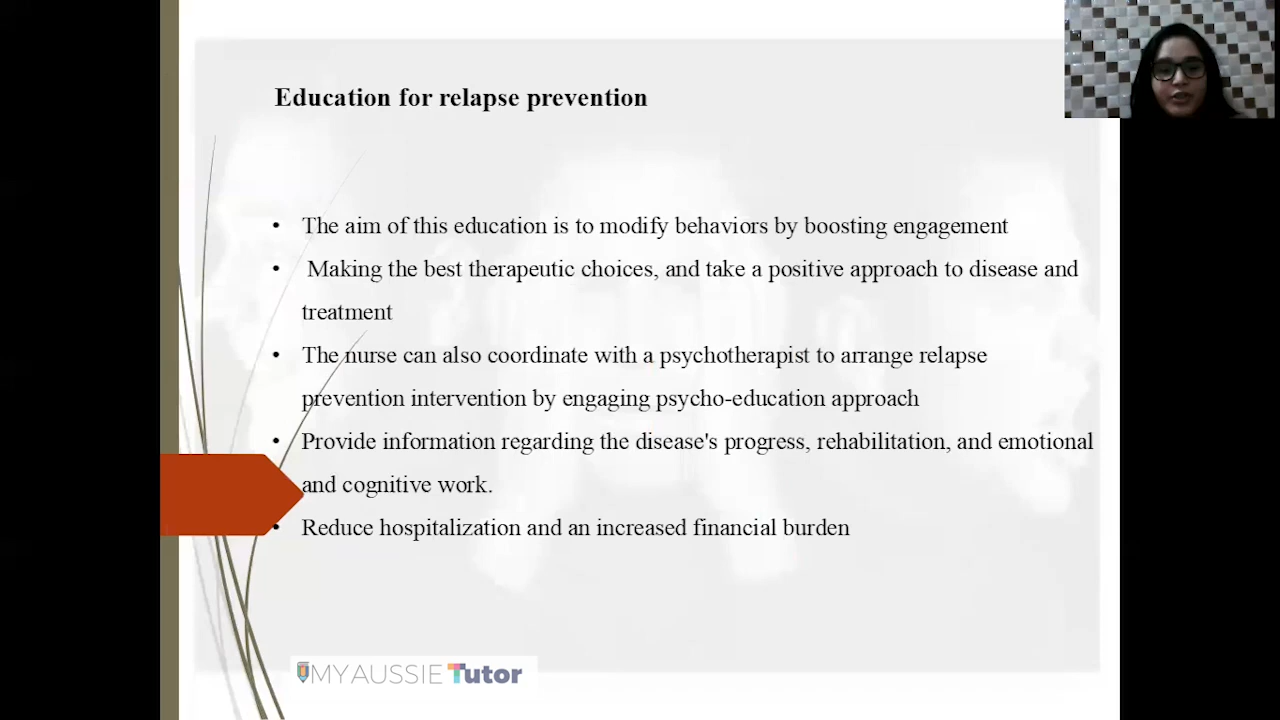 Education for relapse prevention
• The aim of this education is to modify behaviors by boosting engagement
• Making the best therapeutic choices, and take a positive approach to disease and
treatment
• The nurse can also coordinate with a psychotherapist to arrange relapse
prevention intervention by engaging psycho-education approach
• Provide information regarding the disease's progress, rehabilitation, and emotional
and cognitive work.
• Reduce hospitalization and an increased financial burden
MY AUSSIE Tutor